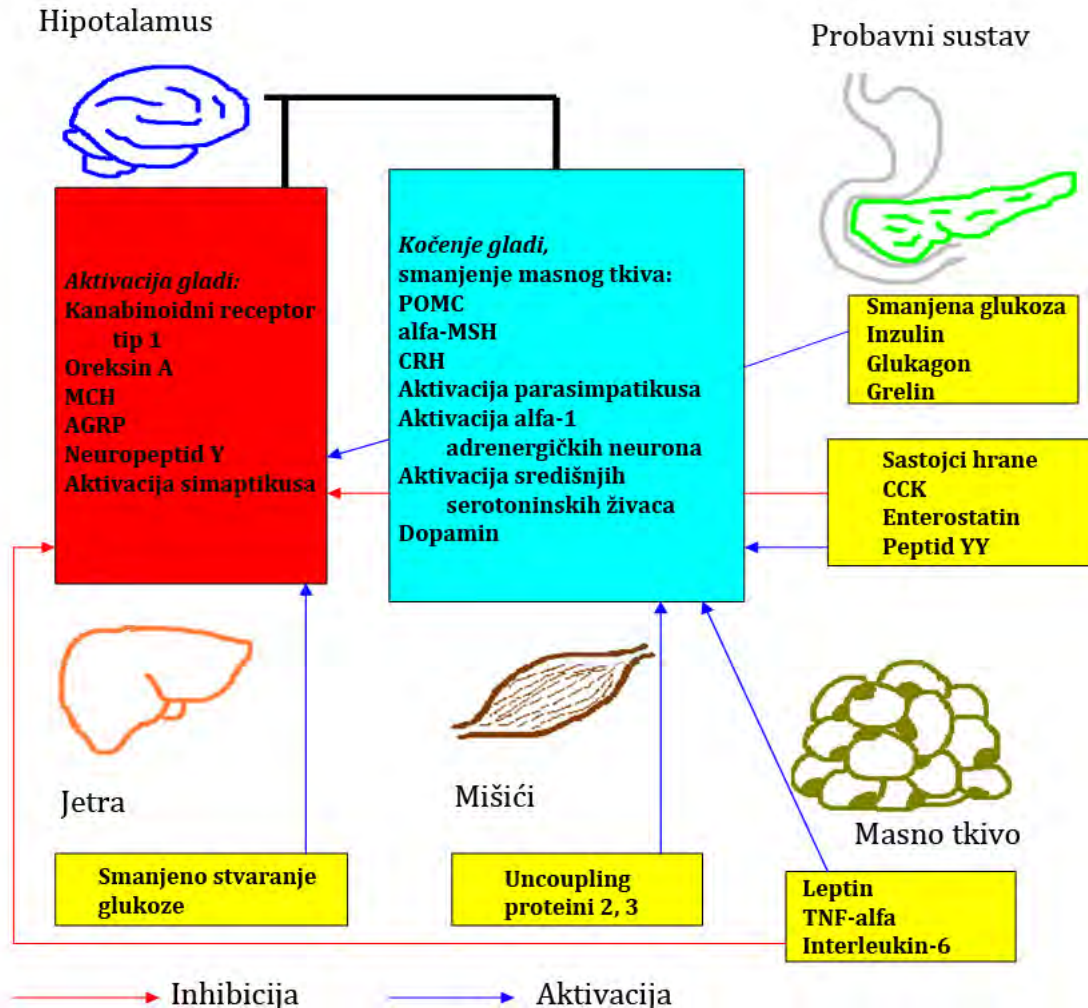 Hipotalamus
Probavni sustav
Aktivacija gladi:
Kanabinoidni receptor
tip 1
Oreksin A
MCH
AGRP
Neuropeptid Y
Aktivacija simaptikusa
Kočenje gladi,
smanjenje masnog tkiva:
POMC
alfa-MSH
CRH
Aktivacija parasimpatikusa
Aktivacija alfa-1
adrenergičkih neurona
Aktivacija središnjih
serotoninskih živaca
Dopamin
Smanjena glukoza
Inzulin
Glukagon
Grelin
Sastojci hrane
CCK
Enterostatin
Peptid YY
Jetra
Mišići
Masno tkivo
Smanjeno stvaranje
glukoze
Uncoupling
proteini 2, 3
Leptin
TNF-alfa
Interleukin-6
Inhibicija
Aktivacija